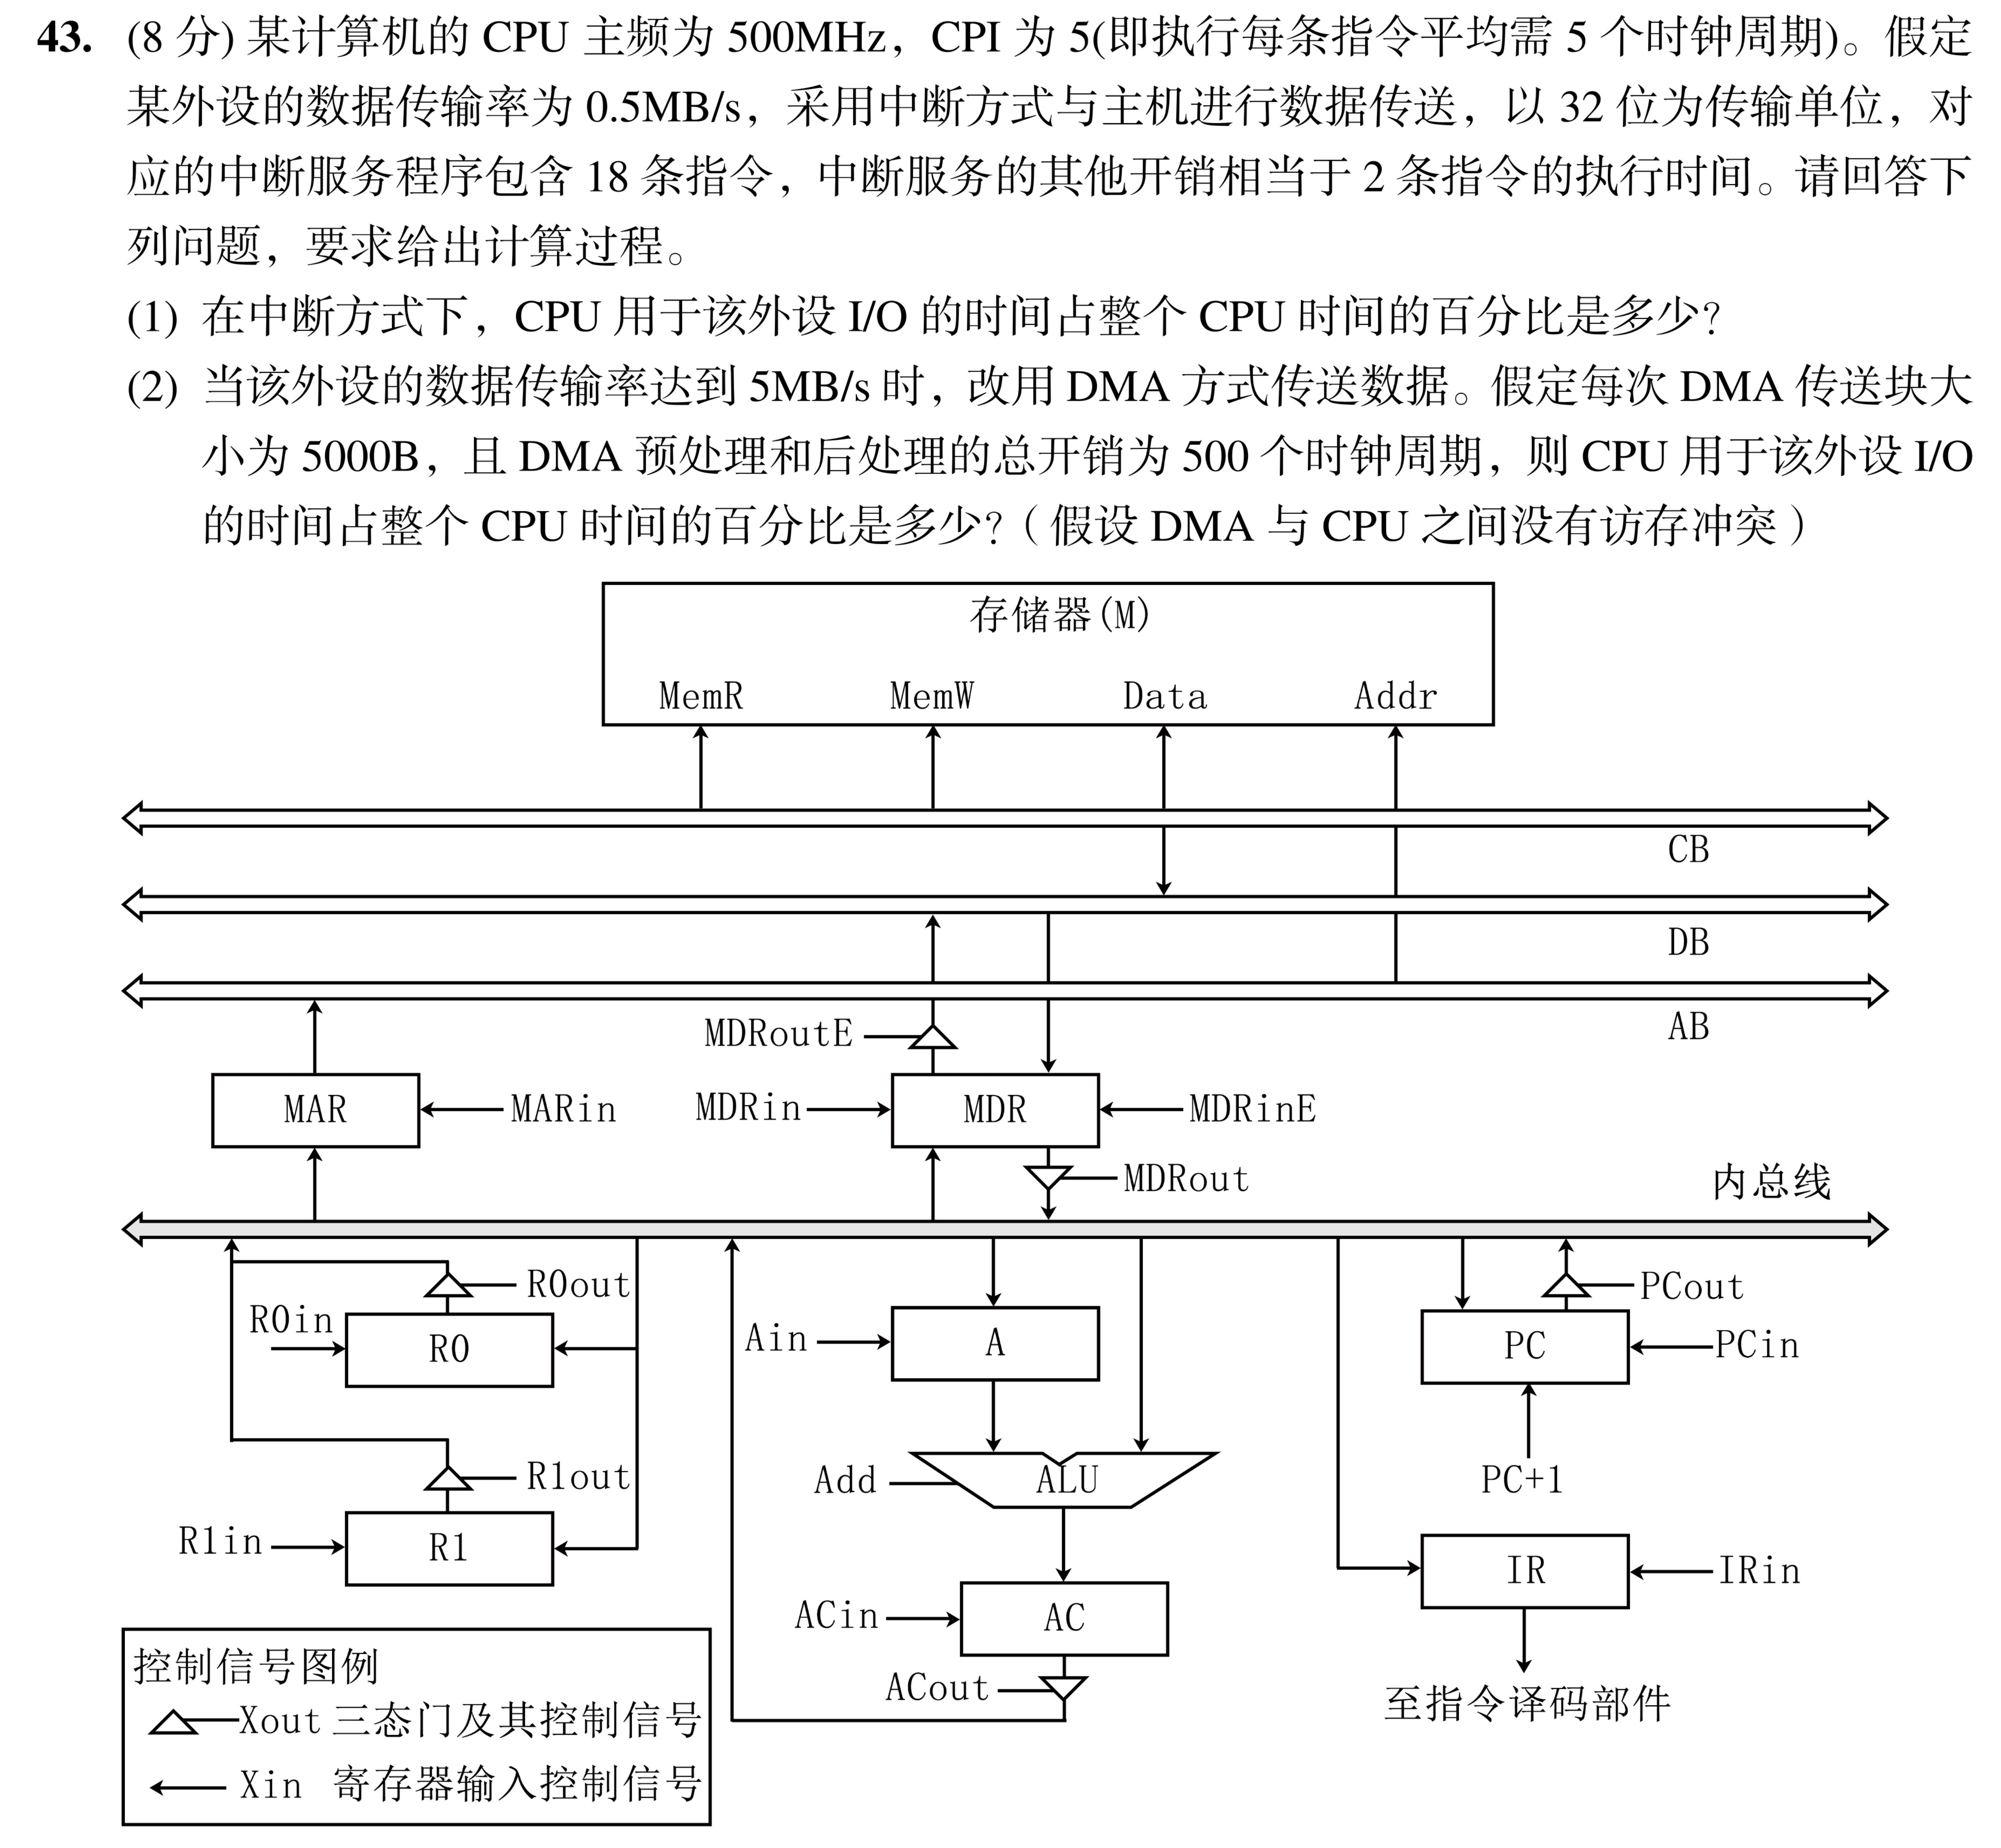 43. (8 分) 某计算机的 CPU 主频为 500MHz，CPI 为 5(即执行每条指令平均需 5 个时钟周期)。假定
某外设的数据传输率为 0.5MB/s，采用中断方式与主机进行数据传送，以 32 位为传输单位，对
应的中断服务程序包含 18 条指令，中断服务的其他开销相当于 2 条指令的执行时间。请回答下
列问题，要求给出计算过程。
(1) 在中断方式下，CPU 用于该外设 I/O 的时间占整个 CPU 时间的百分比是多少？
(2) 当该外设的数据传输率达到 5MB/s 时，改用 DMA 方式传送数据。假定每次 DMA 传送块大
小为 5000B，且 DMA 预处理和后处理的总开销为 500 个时钟周期，则 CPU 用于该外设 I/O
的时间占整个 CPU 时间的百分比是多少？（假设 DMA 与 CPU 之间没有访存冲突）
存储器(M)
MemR MemW Data Addr
CB
DB
AB
MDRoutE
MAR MARin MDRin MDR MDRinE
MDRout
内总线
R0out
R0in
R0
Ain
A
PCout
PC
PCin
R1out
R1in
R1
Add
ALU
PC+1
IR
IRin
ACin
AC
ACout
至指令译码部件
控制信号图例
Xout 三态门及其控制信号
Xin 寄存器输入控制信号